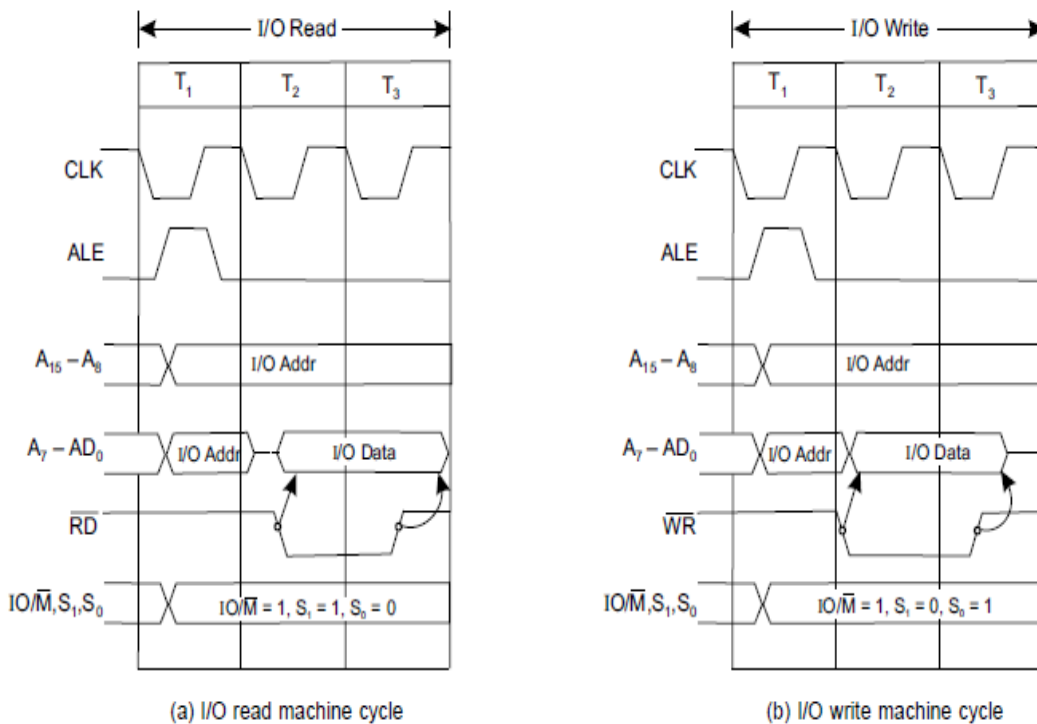 I/O Read
T₁ T₂ T₃
CLK
ALE
A₁₅ – A₈
I/O Addr
A₇ – AD₀
I/O Addr
I/O Data
R̅D̅
IO/M̅,S₁,S₀
IO/M̅ = 1, S₁ = 1, S₀ = 0
(a) I/O read machine cycle
I/O Write
T₁ T₂ T₃
CLK
ALE
A₁₅ – A₈
I/O Addr
A₇ – AD₀
I/O Addr
I/O Data
W̅R̅
IO/M̅,S₁,S₀
IO/M̅ = 1, S₁ = 0, S₀ = 1
(b) I/O write machine cycle